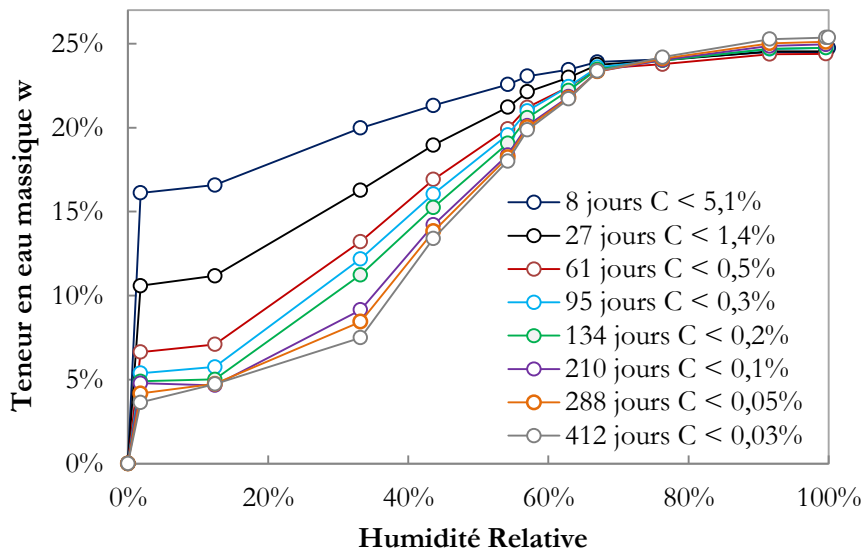 25%
20%
15%
10%
5%
0%
Teneur en eau massique w
8 jours C < 5,1%
27 jours C < 1,4%
61 jours C < 0,5%
95 jours C < 0,3%
134 jours C < 0,2%
210 jours C < 0,1%
288 jours C < 0,05%
412 jours C < 0,03%
0%
20%
40%
60%
80%
100%
Humidité Relative